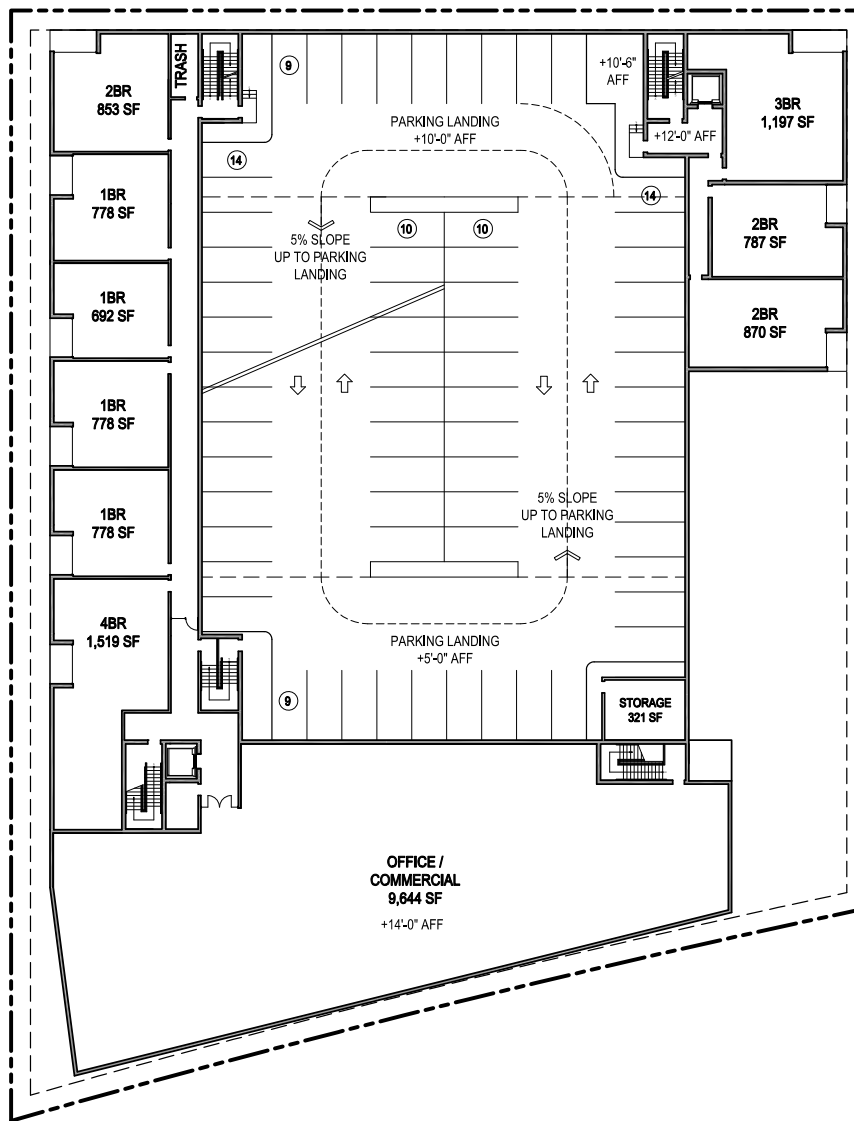 TRASH
9
+10'-6"
AFF
2BR
853 SF
3BR
1,197 SF
PARKING LANDING
+10'-0" AFF
+12'-0" AFF
14
14
1BR
778 SF
10
10
2BR
787 SF
5% SLOPE
UP TO PARKING
LANDING
1BR
692 SF
2BR
870 SF
1BR
778 SF
1BR
778 SF
5% SLOPE
UP TO PARKING
LANDING
4BR
1,519 SF
PARKING LANDING
+5'-0" AFF
9
STORAGE
321 SF
OFFICE /
COMMERCIAL
9,644 SF
+14'-0" AFF